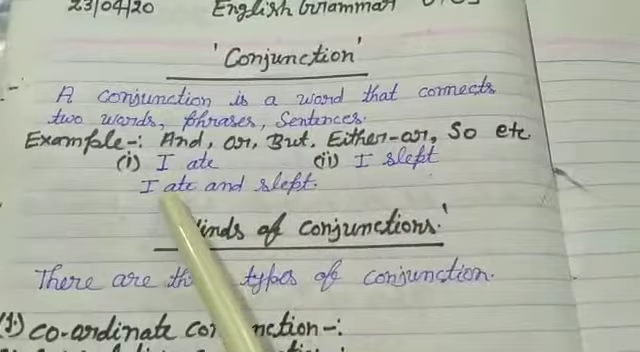 23/04/20 English Grammar
'Conjunction'
A conjunction is a word that connects
two words, phrases, Sentences.
Example-: And, or, But, Either-or, So etc
(i) I ate (ii) I slept
I ate and slept.
Kinds of Conjunctions.'
There are types of conjunction.
(1.) co-ordinate